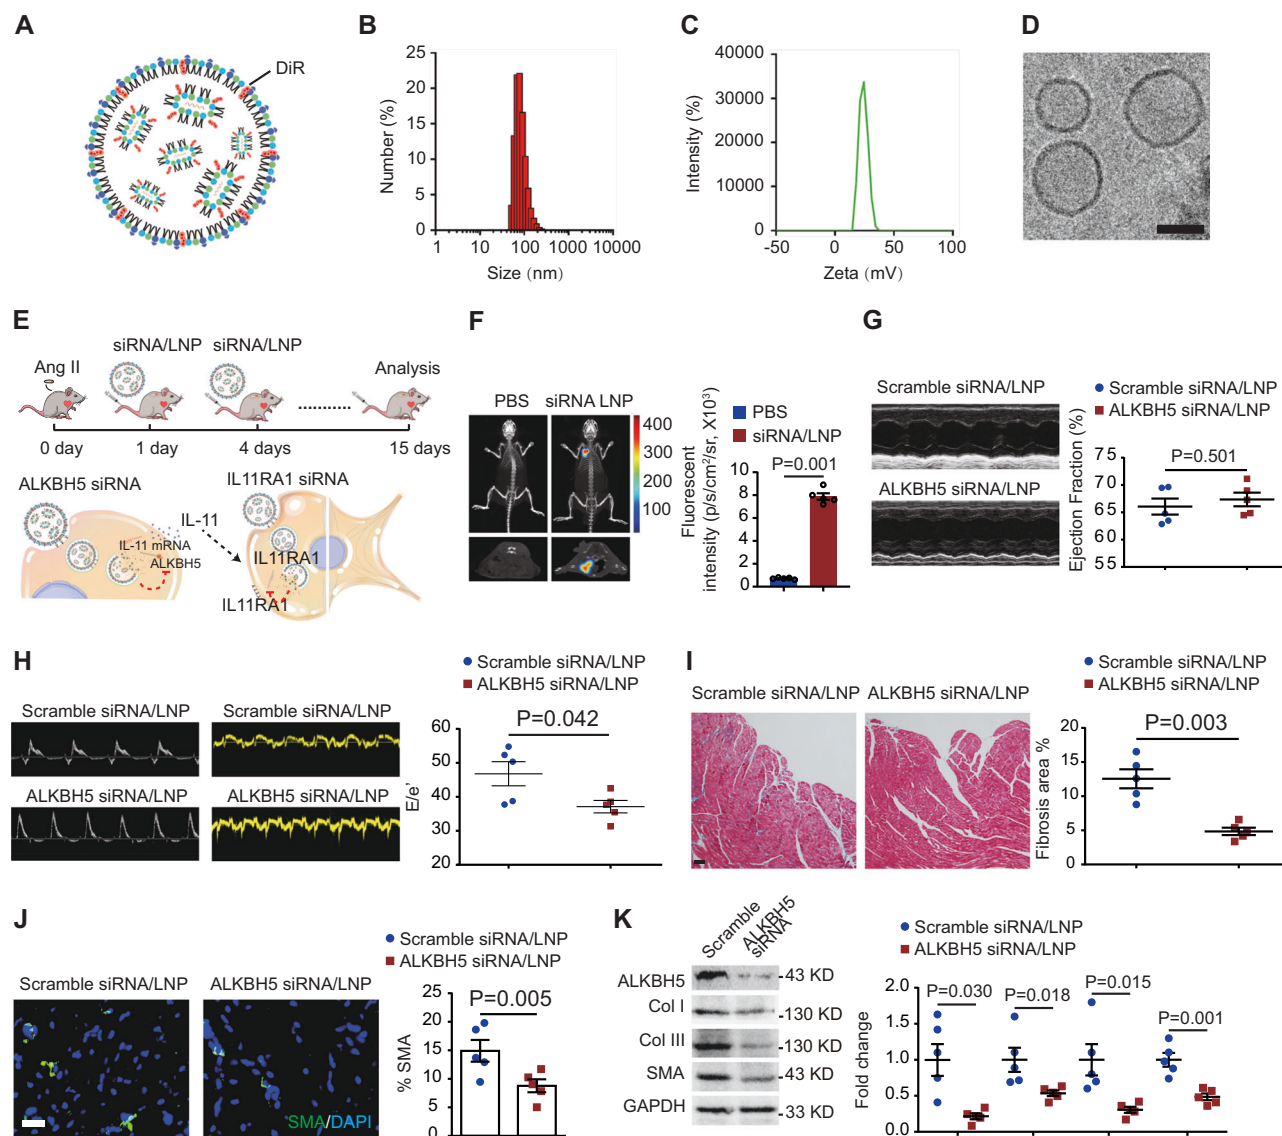 A
DiR
B
Number (%)
25
20
15
10
5
0
1 10 100 1000 10000
Size (nm)
C
Intensity (%)
40000
30000
20000
10000
0
-50 0 50 100
Zeta (mV)
D
E
Ang II
siRNA/LNP
siRNA/LNP
Analysis
0 day
1 day
4 days
15 days
ALKBH5 siRNA
IL-11
IL-11 mRNA
ALKBH5
IL11RA1 siRNA
IL11RA1
IL11RA1
F
PBS
siRNA LNP
400
300
200
100
PBS
siRNA/LNP
P=0.001
Fluorescent
intensity (p/s/cm²/sr, X10³)
10
8
6
4
2
0
G
Scramble siRNA/LNP
ALKBH5 siRNA/LNP
Scramble siRNA/LNP
ALKBH5 siRNA/LNP
P=0.501
Ejection Fraction (%)
75
70
65
60
55
H
Scramble siRNA/LNP
Scramble siRNA/LNP
ALKBH5 siRNA/LNP
ALKBH5 siRNA/LNP
Scramble siRNA/LNP
ALKBH5 siRNA/LNP
P=0.042
E/e'
60
50
40
30
20
I
Scramble siRNA/LNP
ALKBH5 siRNA/LNP
Scramble siRNA/LNP
ALKBH5 siRNA/LNP
P=0.003
Fibrosis area %
20
15
10
5
0
J
Scramble siRNA/LNP
ALKBH5 siRNA/LNP
SMA/DAPI
Scramble siRNA/LNP
ALKBH5 siRNA/LNP
P=0.005
% SMA
25
20
15
10
5
0
K
Scramble
ALKBH5
siRNA
ALKBH5
43 KD
Col I
130 KD
Col III
130 KD
SMA
43 KD
GAPDH
33 KD
Scramble siRNA/LNP
ALKBH5 siRNA/LNP
P=0.030
P=0.018
P=0.015
P=0.001
Fold change
2.0
1.5
1.0
0.5
0